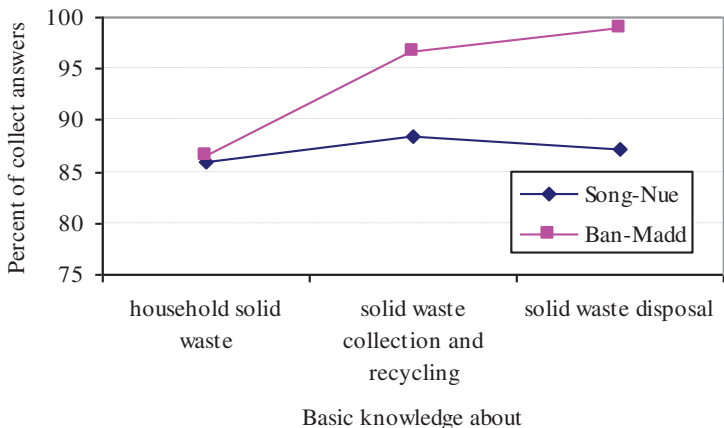 Percent of collect answers
100
95
90
85
80
75
Song-Nue
Ban-Madd
household solid
waste
solid waste
collection and
recycling
solid waste disposal
Basic knowledge about